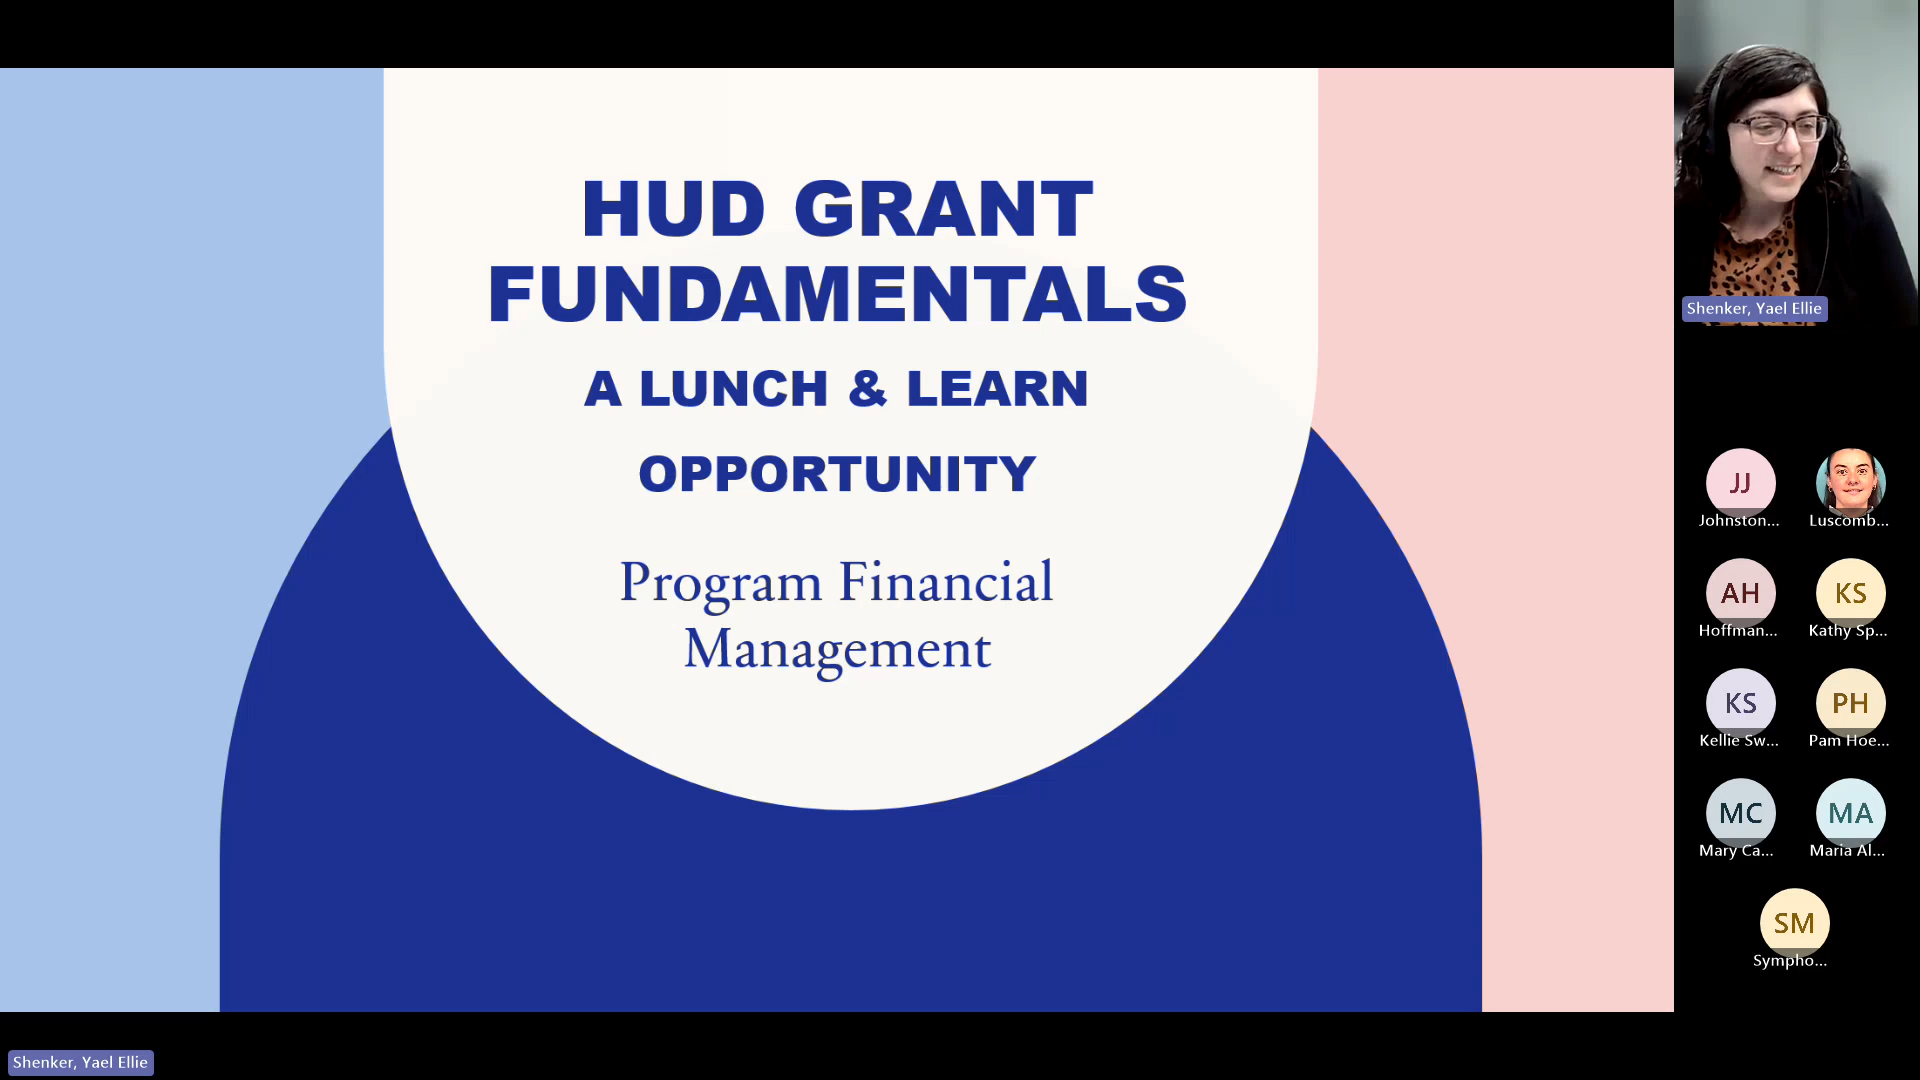 HUD GRANT
FUNDAMENTALS
A LUNCH & LEARN
OPPORTUNITY
Program Financial
Management
Shenker, Yael Ellie
JJ
Johnston...
Luscomb...
AH
Hoffman...
KS
Kathy Sp...
KS
Kellie Sw...
PH
Pam Hoe...
MC
Mary Ca...
MA
Maria Al...
SM
Sympho...
Shenker, Yael Ellie